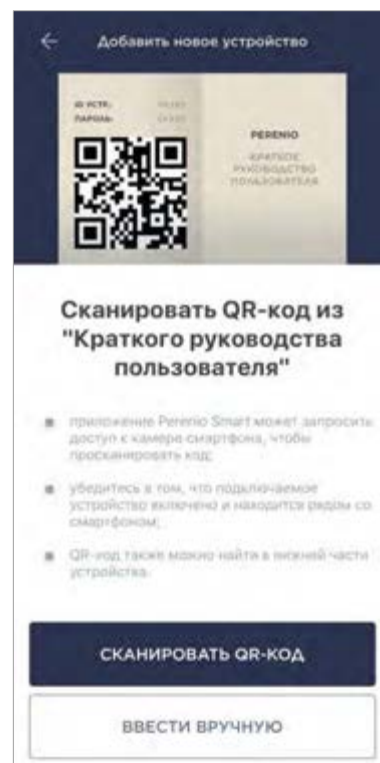 Добавить новое устройство
ID УСТР.:
ПАРОЛЬ:
PERENIO
КРАТКОЕ
РУКОВОДСТВО
ПОЛЬЗОВАТЕЛЯ
Сканировать QR-код из
"Краткого руководства
пользователя"
приложение Perenio Smart может запросить
доступ к камере смартфона, чтобы
просканировать код;
убедитесь в том, что подключаемое
устройство включено и находится рядом со
смартфоном;
QR-код также можно найти в нижней части
устройства.
СКАНИРОВАТЬ QR-КОД
ВВЕСТИ ВРУЧНУЮ